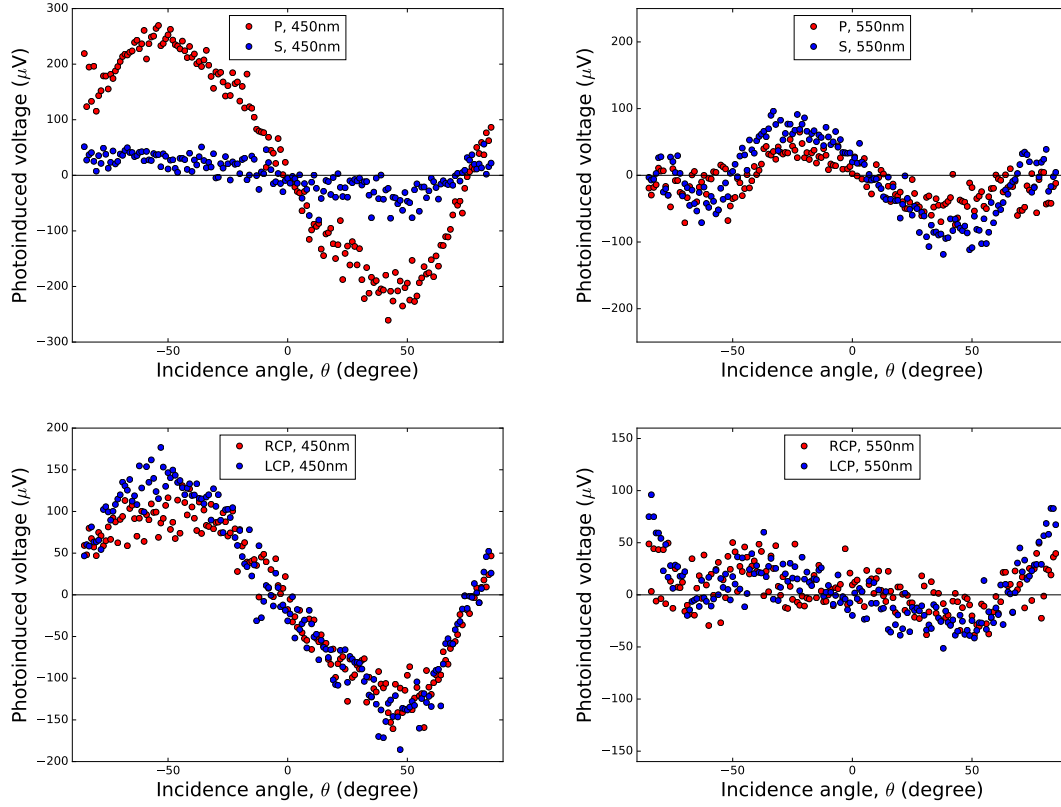 300
200
100
0
−100
−200
−300
−50
0
50
Photoinduced voltage (μV)
Incidence angle, θ (degree)
P, 450nm
S, 450nm
200
100
0
−100
−200
−50
0
50
Photoinduced voltage (μV)
Incidence angle, θ (degree)
P, 550nm
S, 550nm
200
150
100
50
0
−50
−100
−150
−200
−50
0
50
Photoinduced voltage (μV)
Incidence angle, θ (degree)
RCP, 450nm
LCP, 450nm
150
100
50
0
−50
−100
−150
−50
0
50
Photoinduced voltage (μV)
Incidence angle, θ (degree)
RCP, 550nm
LCP, 550nm